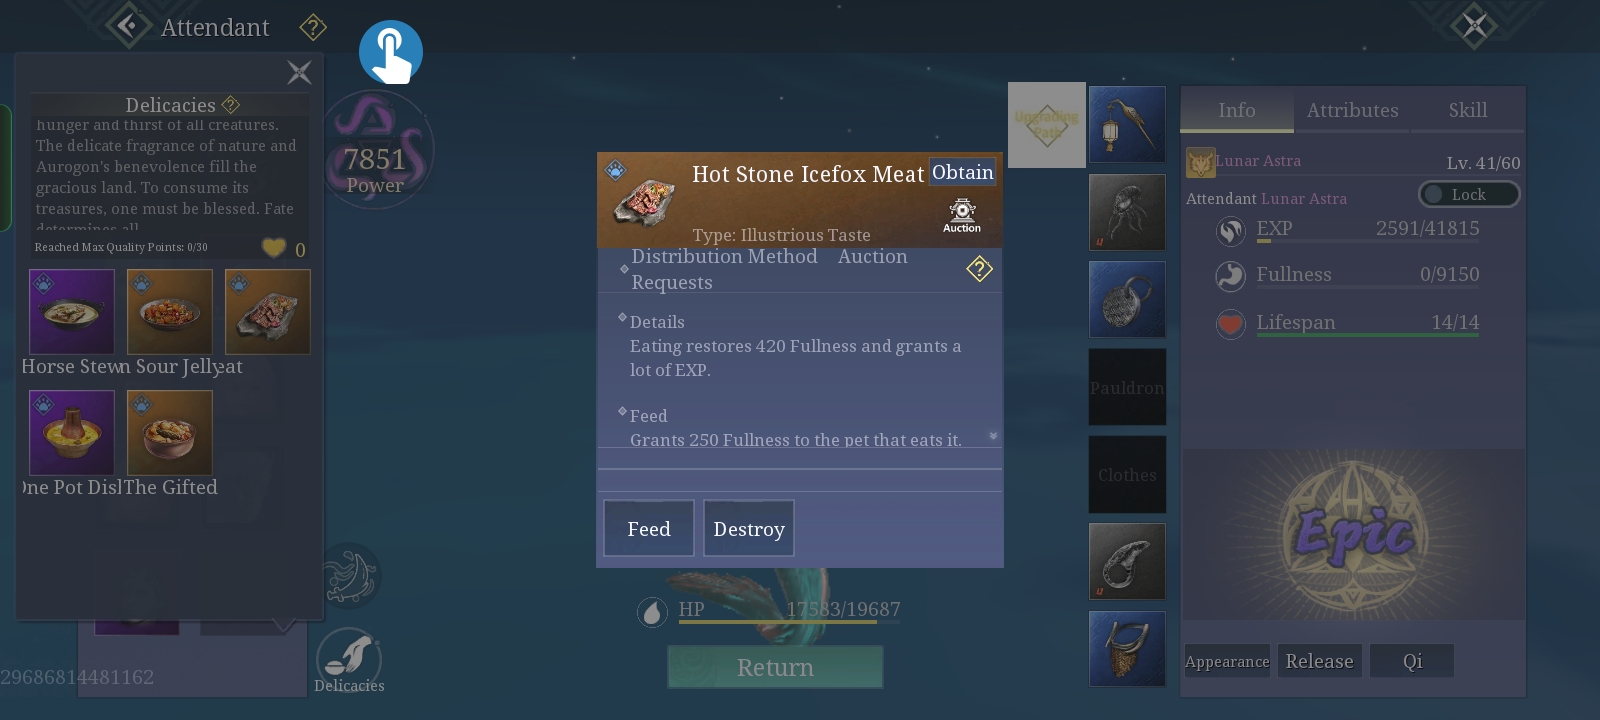 Attendant
?
Delicacies ?
hunger and thirst of all creatures.
The delicate fragrance of nature and
Aurogon's benevolence fill the
gracious land. To consume its
treasures, one must be blessed. Fate
determines all
Reached Max Quality Points: 0/30
0
Horse Stew
n Sour Jelly
eat
One Pot Dish
The Gifted
29686814481162
7851
Power
Delicacies
Hot Stone Icefox Meat
Obtain
Auction
Type: Illustrious Taste
Distribution Method Auction
Requests
?
Details
Eating restores 420 Fullness and grants a
lot of EXP.
Feed
Grants 250 Fullness to the pet that eats it.
Feed
Destroy
HP 17583/19687
Return
Upgrading
Path
Pauldron
Clothes
Info
Attributes
Skill
Lunar Astra
Lv. 41/60
Attendant Lunar Astra
Lock
EXP 2591/41815
Fullness 0/9150
Lifespan 14/14
Epic
Appearance
Release
Qi